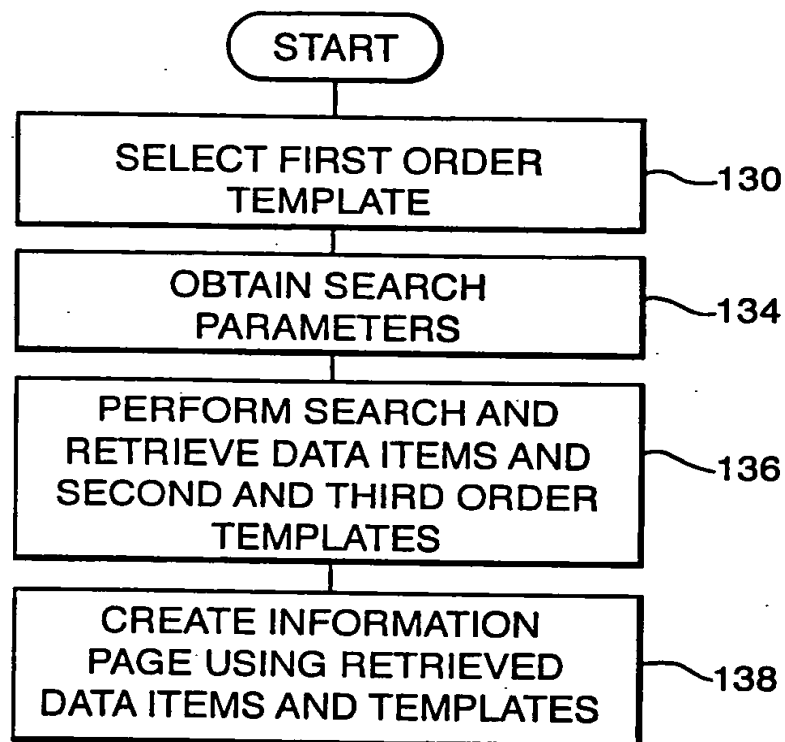 START
SELECT FIRST ORDER
TEMPLATE
130
OBTAIN SEARCH
PARAMETERS
134
PERFORM SEARCH AND
RETRIEVE DATA ITEMS AND
SECOND AND THIRD ORDER
TEMPLATES
136
CREATE INFORMATION
PAGE USING RETRIEVED
DATA ITEMS AND TEMPLATES
138